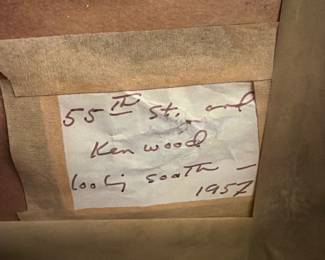 55TH St. and
Kenwood
looking south -
1957